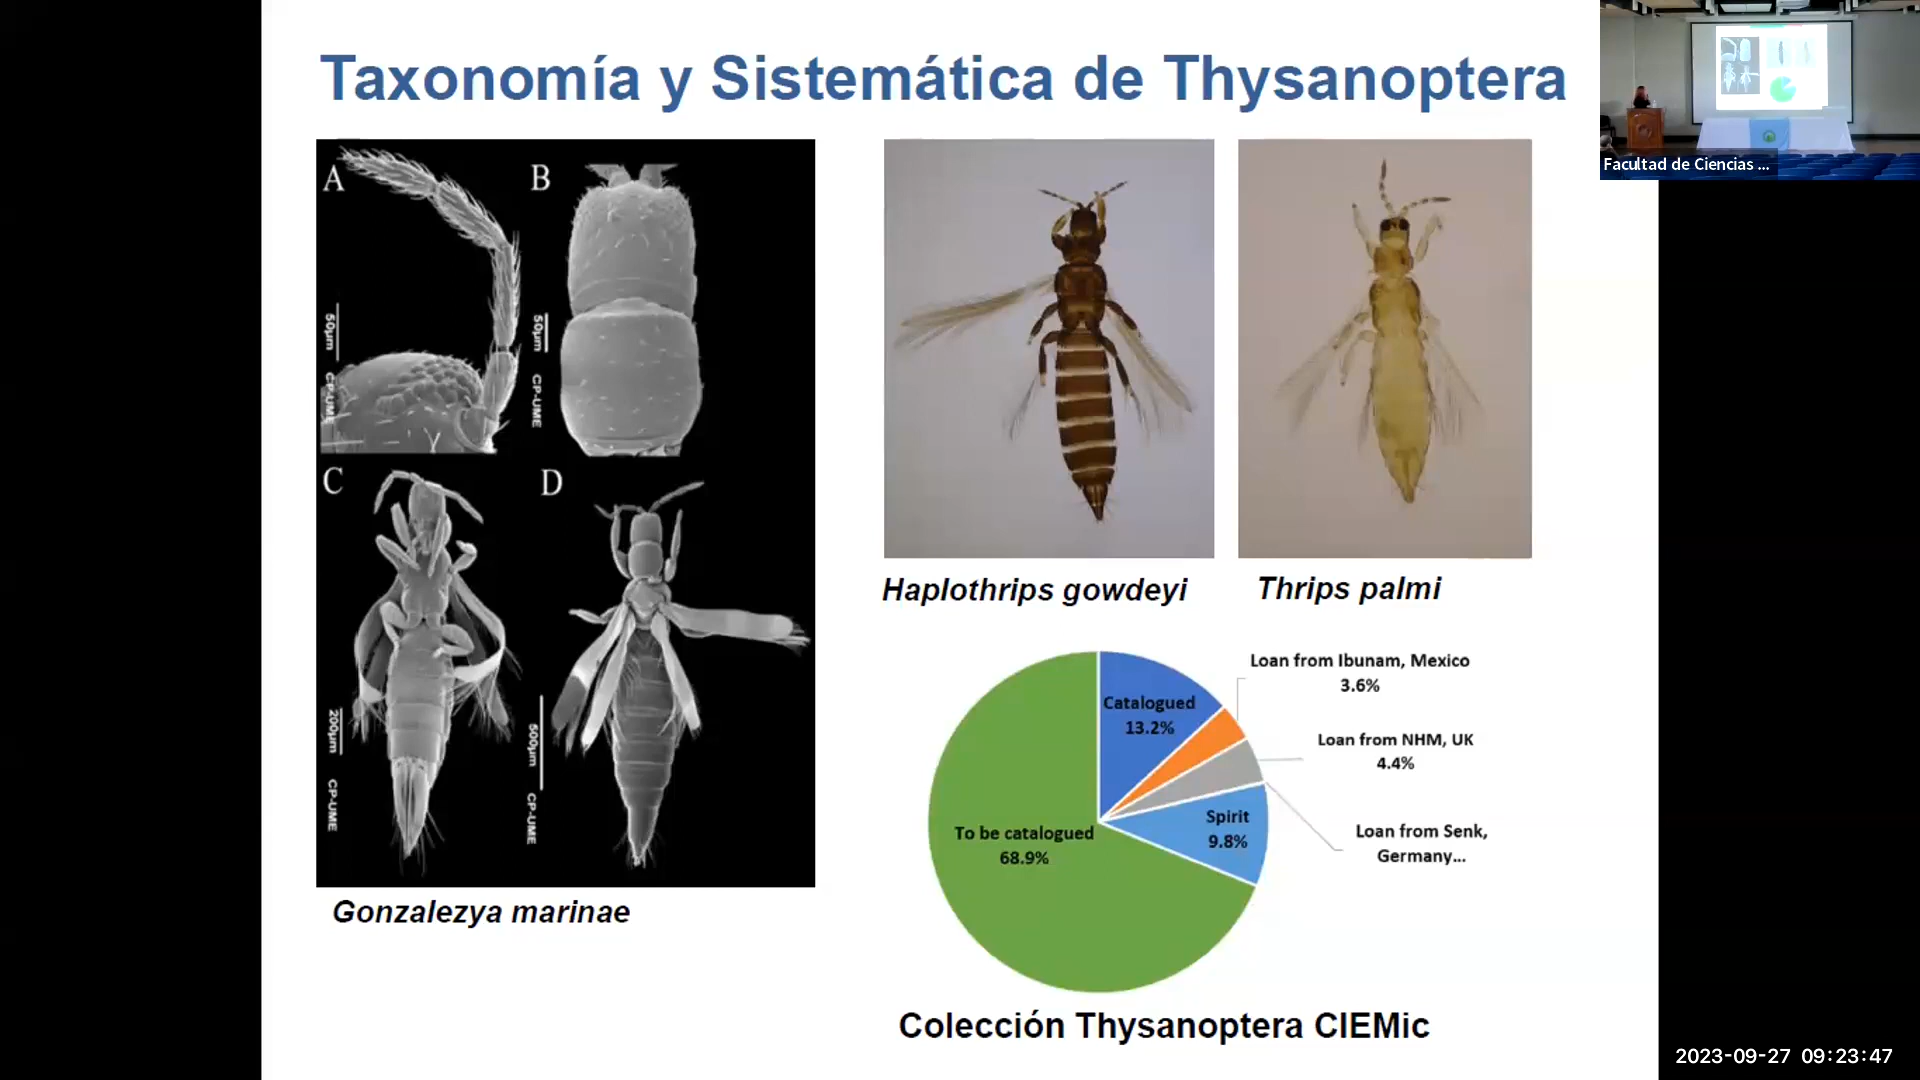 Taxonomía y Sistemática de Thysanoptera
A
B
50µm
CP-UME
50µm
CP-UME
C
D
200µm
CP-UME
500µm
CP-UME
Gonzalezya marinae
Haplothrips gowdeyi
Thrips palmi
Catalogued
13.2%
Loan from Ibunam, Mexico
3.6%
Loan from NHM, UK
4.4%
Loan from Senk,
Germany...
Spirit
9.8%
To be catalogued
68.9%
Colección Thysanoptera CIEMic
Facultad de Ciencias ...
2023-09-27 09:23:47